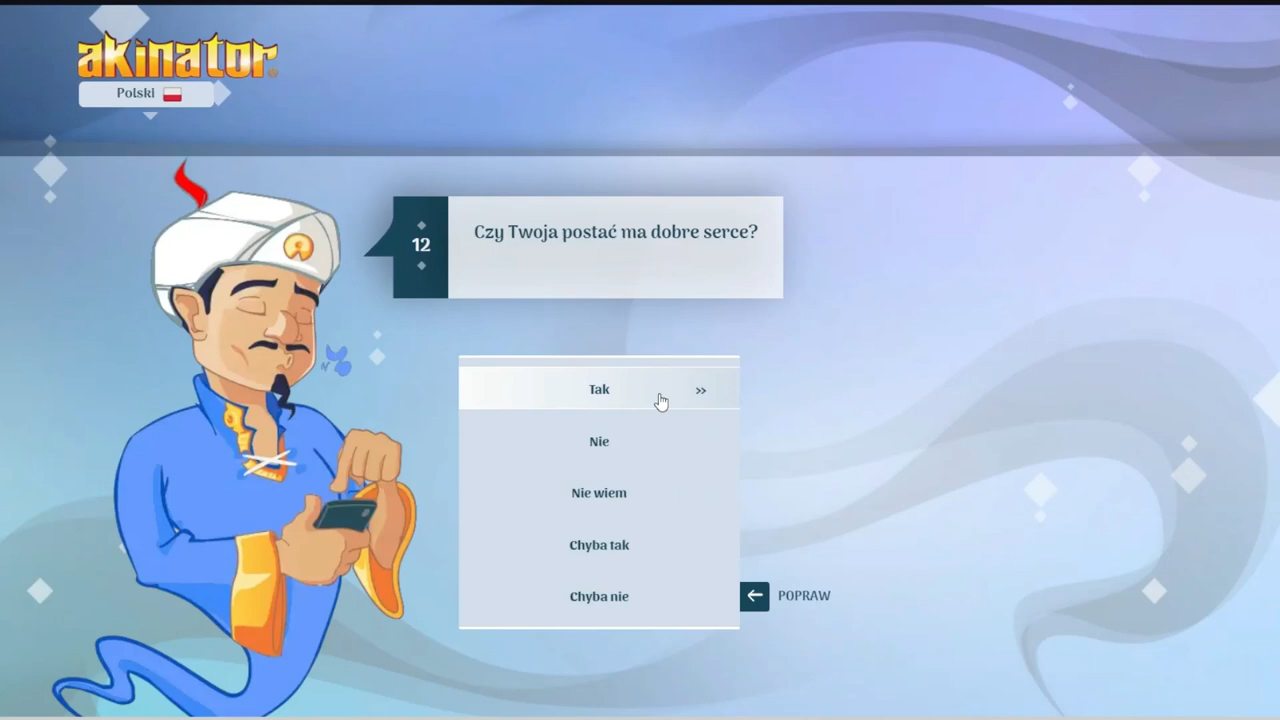 akinator
Polski
12
Czy Twoja postać ma dobre serce?
Tak
Nie
Nie wiem
Chyba tak
Chyba nie
POPRAW